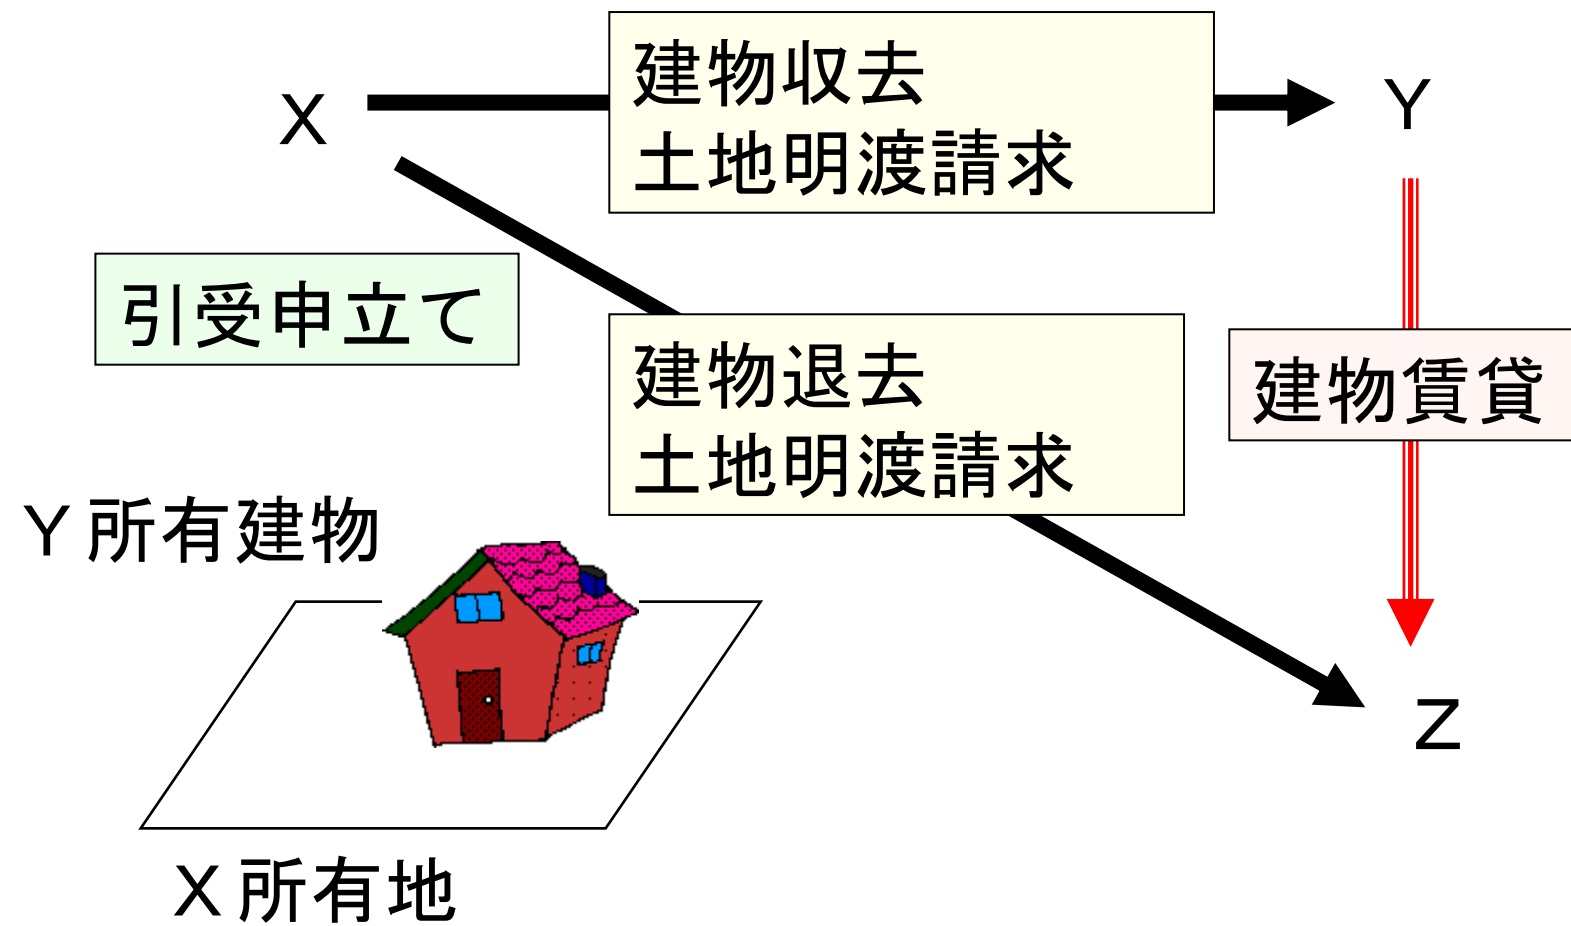 X
建物収去
土地明渡請求
Y
引受申立て
建物退去
土地明渡請求
建物賃貸
Y所有建物
Z
X所有地